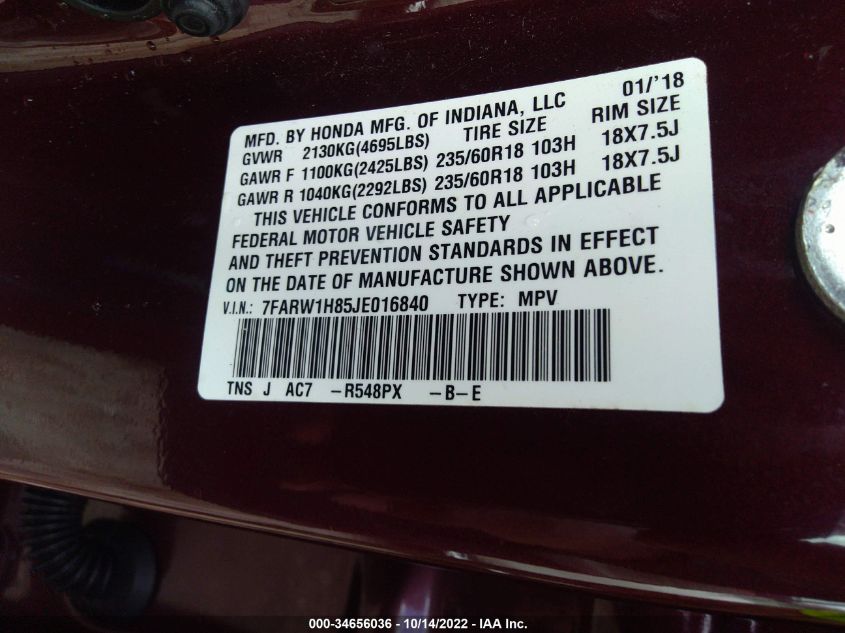 MFD. BY HONDA MFG. OF INDIANA, LLC 01/'18
GVWR 2130KG(4695LBS) TIRE SIZE RIM SIZE
GAWR F 1100KG(2425LBS) 235/60R18 103H 18X7.5J
GAWR R 1040KG(2292LBS) 235/60R18 103H 18X7.5J
THIS VEHICLE CONFORMS TO ALL APPLICABLE
FEDERAL MOTOR VEHICLE SAFETY
AND THEFT PREVENTION STANDARDS IN EFFECT
ON THE DATE OF MANUFACTURE SHOWN ABOVE.
V.I.N.: 7FARW1H85JE016840 TYPE: MPV
TNS J AC7 -R548PX -B-E
000-34656036 - 10/14/2022 - IAA Inc.